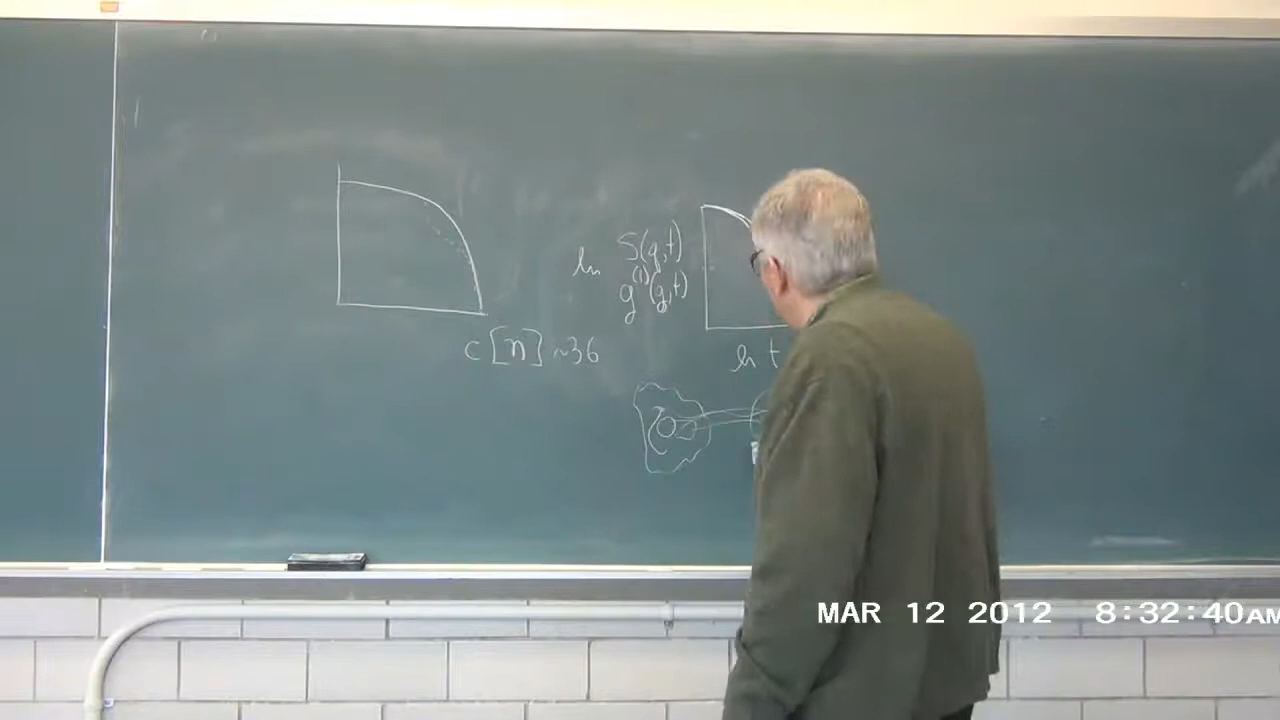 ln S(q,t)
g⁽¹⁾(q,t)
c[η] ~36
ln t
MAR 12 2012 8:32:40AM